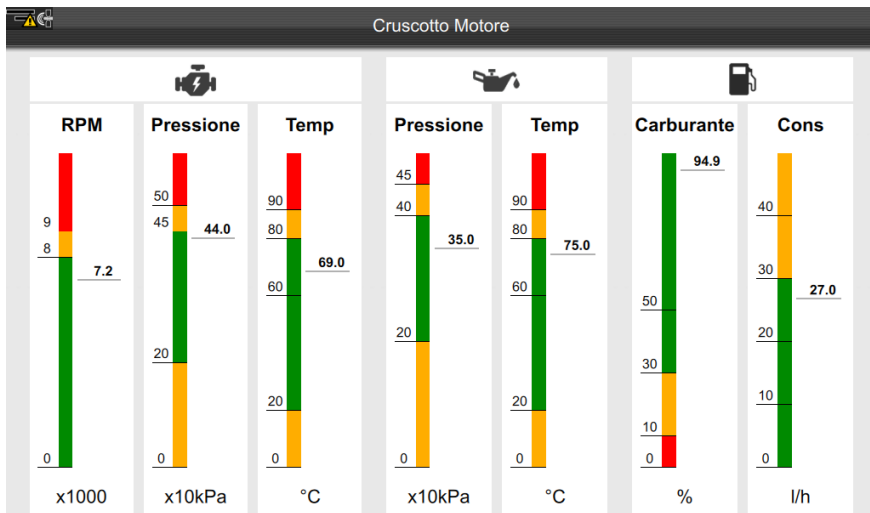 Cruscotto Motore
RPM
9
8
7.2
0
x1000
Pressione
50
45
44.0
20
0
x10kPa
Temp
90
80
69.0
60
20
0
°C
Pressione
45
40
35.0
20
0
x10kPa
Temp
90
80
75.0
60
20
0
°C
Carburante
94.9
50
30
10
0
%
Cons
40
30
27.0
20
10
0
l/h